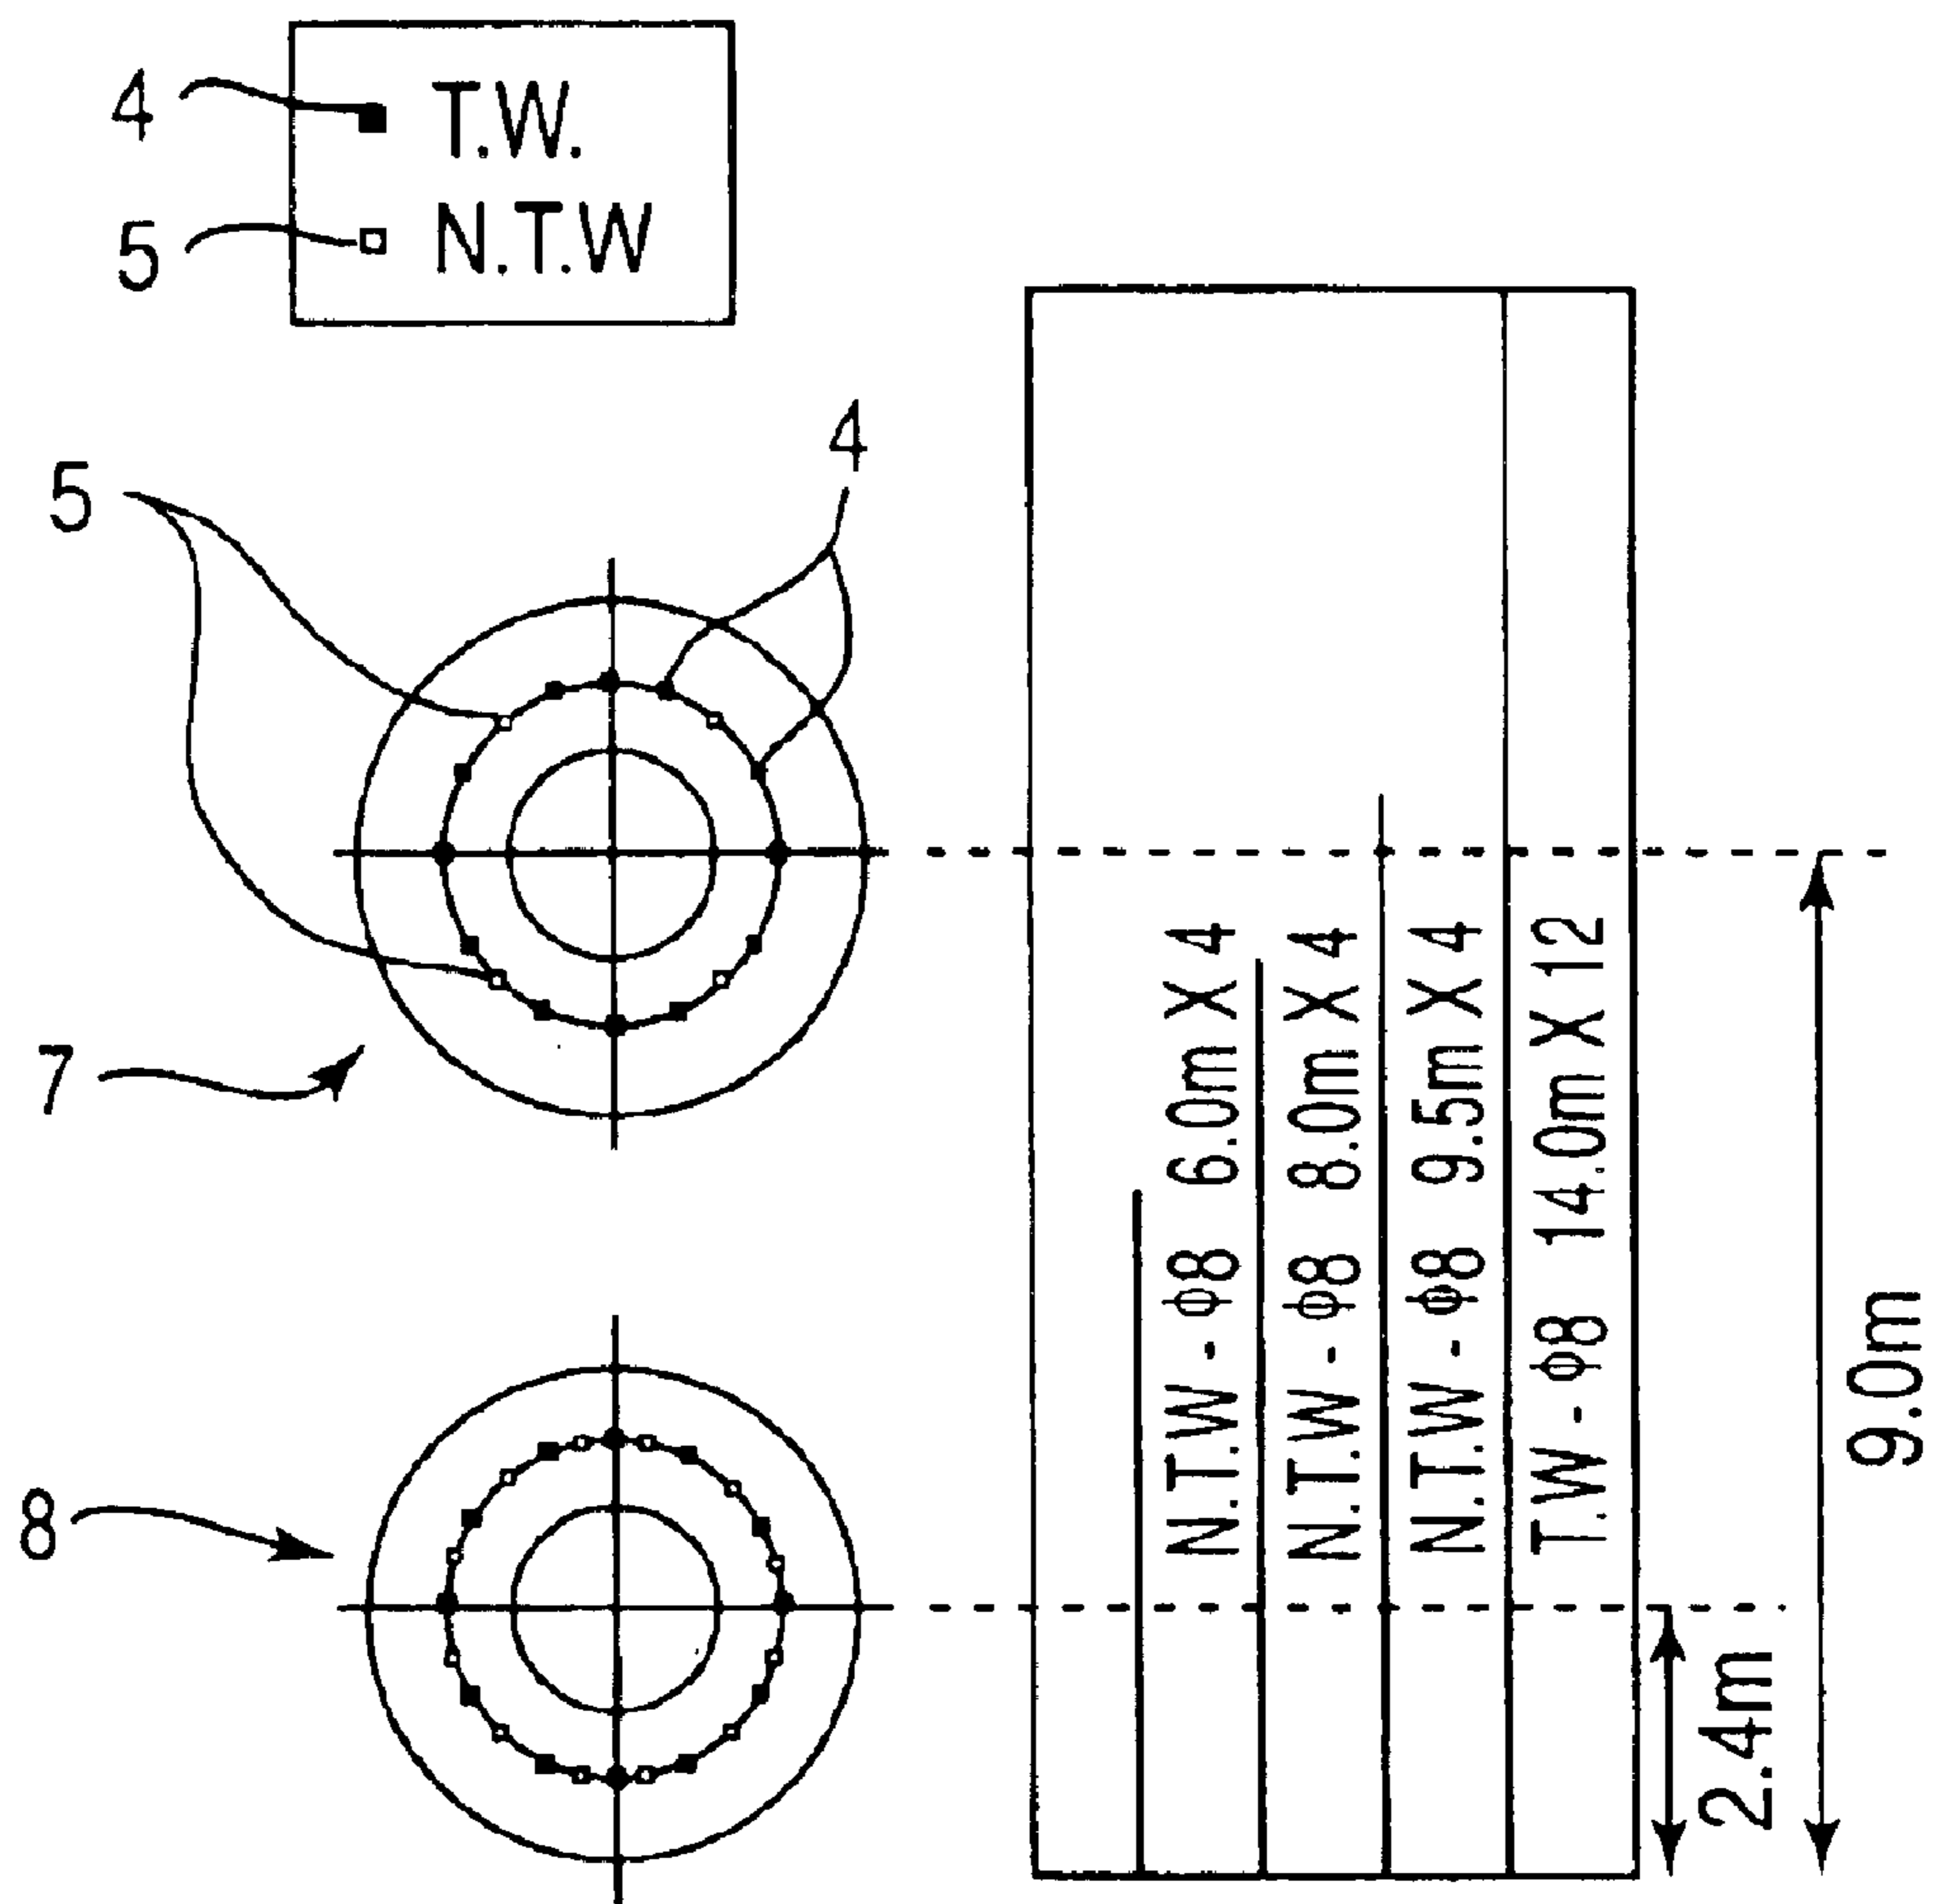 4
T.W.
5
N.T.W
4
5
7
8
N.T.W - φ8 6.0m X 4
N.T.W - φ8 8.0m X 4
N.T.W - φ8 9.5m X 4
T.W - φ8 14.0m X 12
9.0m
2.4m